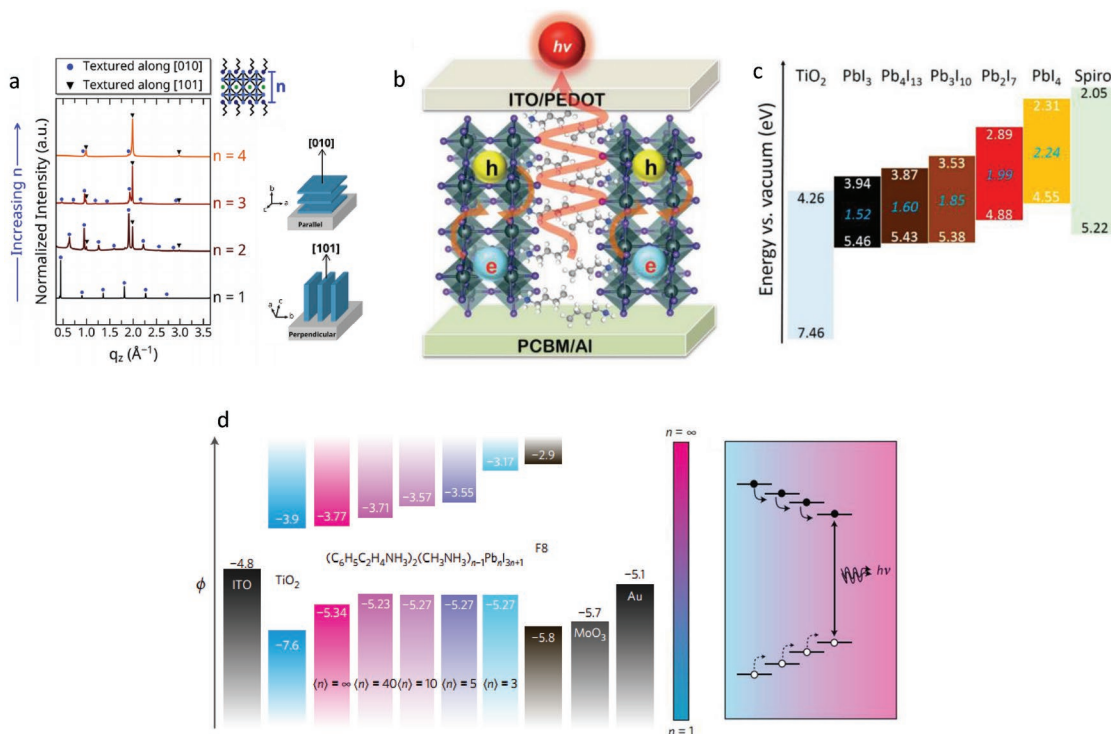 a
Textured along [010]
Textured along [101]
n
Increasing n
Normalized Intensity (a.u.)
n = 4
n = 3
n = 2
n = 1
0.5 1.0 1.5 2.0 2.5 3.0 3.5
q_z (Å⁻¹)
[010]
b
c
a
Parallel
[101]
a
c
b
Perpendicular
b
hν
ITO/PEDOT
h
h
e
e
PCBM/Al
c
Energy vs. vacuum (eV)
TiO₂ PbI₃ Pb₄I₁₃ Pb₃I₁₀ Pb₂I₇ PbI₄ Spiro
2.05
2.31
2.89
2.24
3.53
3.87
1.99
3.94
4.26
1.85
1.60
1.52
4.55
4.88
5.22
5.46
5.43
5.38
7.46
d
ϕ
−3.17
−2.9
−3.9
−3.77
−3.71
−3.57
−3.55
(C₆H₅C₂H₄NH₃)₂(CH₃NH₃)ₙ₋₁PbₙI₃ₙ₊₁
F8
−4.8
ITO
TiO₂
−5.1
Au
−5.34
−5.23
−5.27
−5.27
−5.27
−7.6
−5.8
−5.7
MoO₃
⟨n⟩ = ∞ ⟨n⟩ = 40 ⟨n⟩ = 10 ⟨n⟩ = 5 ⟨n⟩ = 3
n = ∞
n = 1
hν